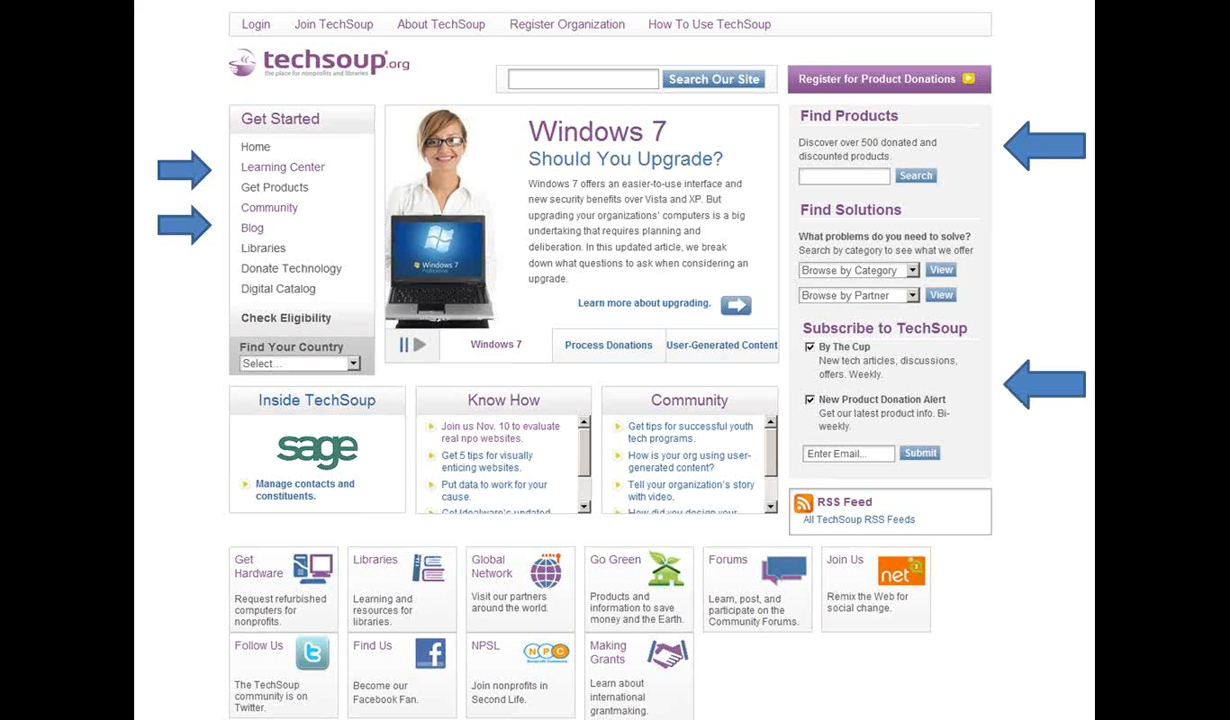 Login Join TechSoup About TechSoup Register Organization How To Use TechSoup
techsoup.org
the place for nonprofits and libraries
Search Our Site
Register for Product Donations
Get Started
Home
Learning Center
Get Products
Community
Blog
Libraries
Donate Technology
Digital Catalog
Check Eligibility
Find Your Country
Select...
Windows 7
Should You Upgrade?
Windows 7 offers an easier-to-use interface and
new security benefits over Vista and XP. But
upgrading your organizations' computers is a big
undertaking that requires planning and
deliberation. In this updated article, we break
down what questions to ask when considering an
upgrade.
Learn more about upgrading.
Windows 7
Windows 7 Process Donations User-Generated Content
Find Products
Discover over 500 donated and
discounted products.
Search
Find Solutions
What problems do you need to solve?
Search by category to see what we offer
Browse by Category View
Browse by Partner View
Subscribe to TechSoup
By The Cup
New tech articles, discussions,
offers. Weekly.
New Product Donation Alert
Get our latest product info. Bi-
weekly.
Enter Email... Submit
RSS Feed
All TechSoup RSS Feeds
Inside TechSoup
sage
Manage contacts and
constituents.
Know How
Join us Nov. 10 to evaluate
real npo websites.
Get 5 tips for visually
enticing websites.
Put data to work for your
cause.
Get Idealware's updated
Community
Get tips for successful youth
tech programs.
How is your org using user-
generated content?
Tell your organization's story
with video.
How did you design your
Get
Hardware
Request refurbished
computers for
nonprofits.
Libraries
Learning and
resources for
libraries.
Global
Network
Visit our partners
around the world.
Go Green
Products and
information to save
money and the Earth.
Forums
Learn, post, and
participate on the
Community Forums.
Join Us
net
Remix the Web for
social change.
Follow Us
The TechSoup
community is on
Twitter.
Find Us
Become our
Facebook Fan.
NPSL
NPC
Join nonprofits in
Second Life.
Making
Grants
Learn about
international
grantmaking.